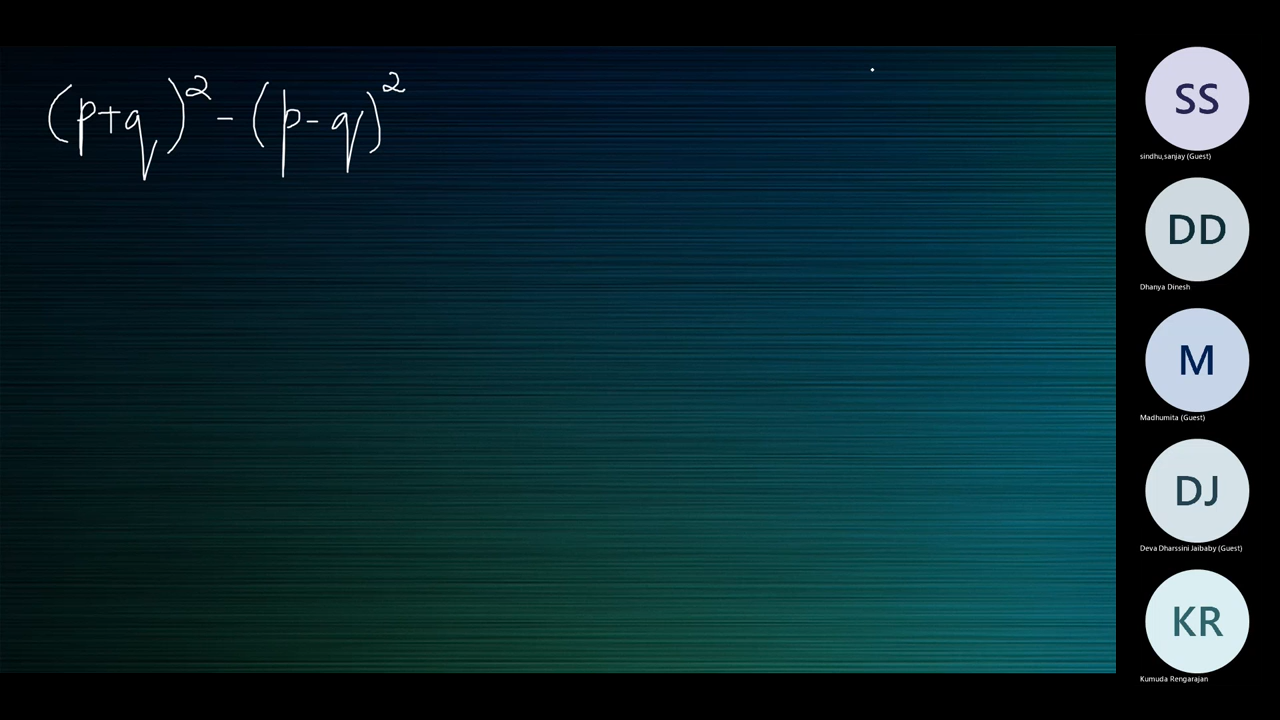 (p+q)² - (p-q)²
SS
sindhu,sanjay (Guest)
DD
Dhanya Dinesh
M
Madhumita (Guest)
DJ
Deva Dharssini Jaibaby (Guest)
KR
Kumuda Rengarajan